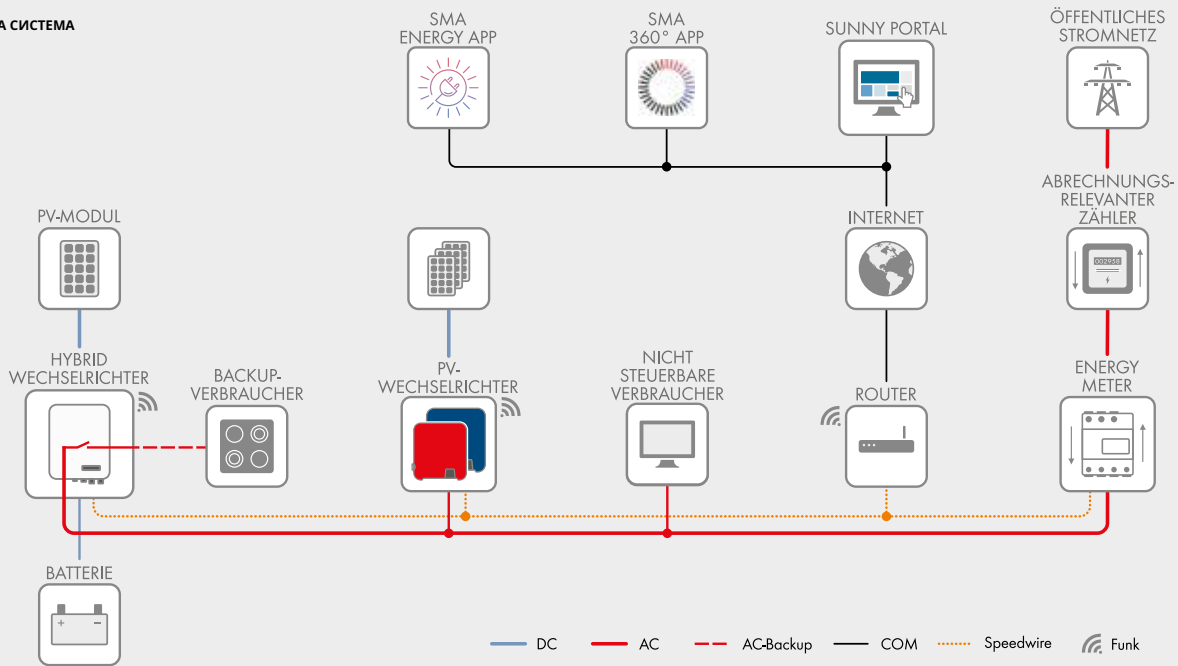 А СИСТЕМА
SMA
ENERGY APP
SMA
360° APP
SUNNY PORTAL
ÖFFENTLICHES
STROMNETZ
ABRECHNUNGS-
RELEVANTER
ZÄHLER
PV-MODUL
INTERNET
002958
HYBRID
WECHSELRICHTER
BACKUP-
VERBRAUCHER
PV-
WECHSELRICHTER
NICHT
STEUERBARE
VERBRAUCHER
ROUTER
ENERGY
METER
BATTERIE
+ −
DC
AC
AC-Backup
COM
Speedwire
Funk